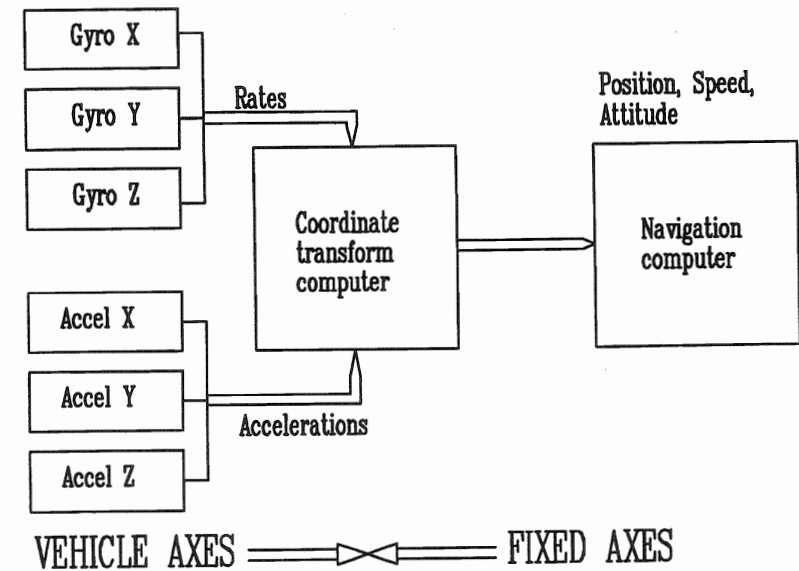 Gyro X
Gyro Y
Gyro Z
Rates
Coordinate
transform
computer
Position, Speed,
Attitude
Navigation
computer
Accel X
Accel Y
Accel Z
Accelerations
VEHICLE AXES
FIXED AXES